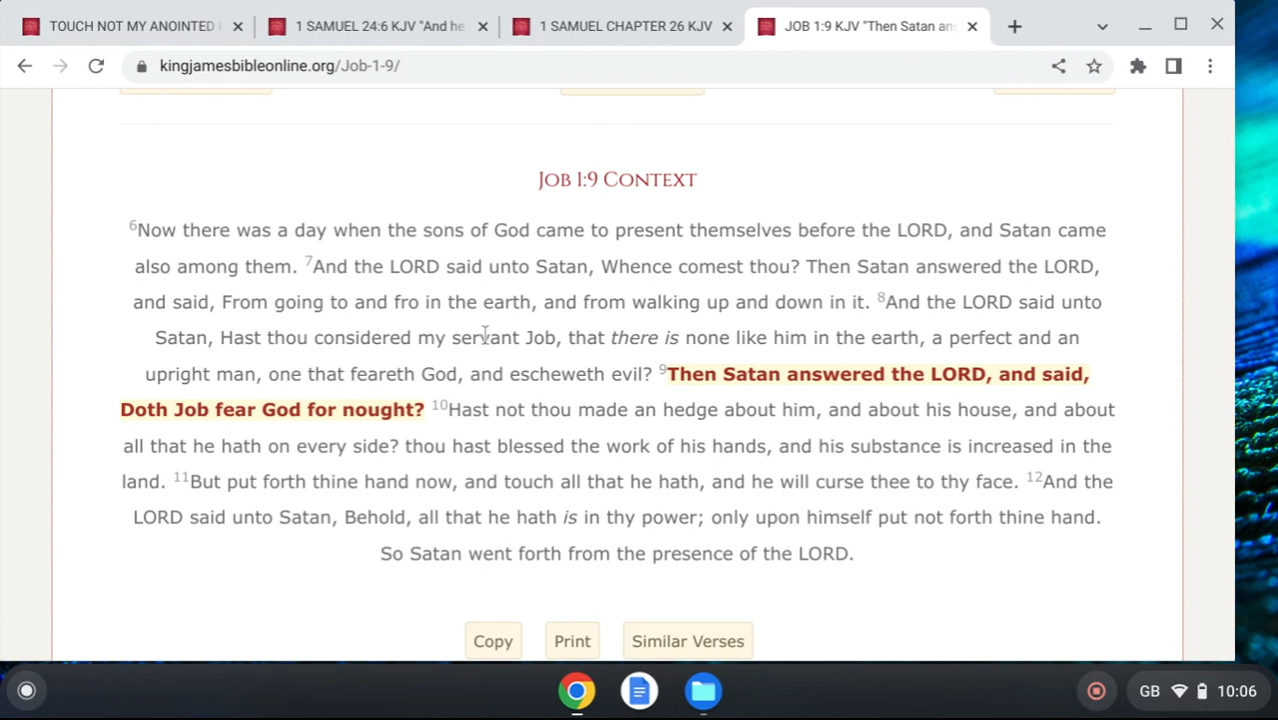 TOUCH NOT MY ANOINTED
1 SAMUEL 24:6 KJV "And he
1 SAMUEL CHAPTER 26 KJV
JOB 1:9 KJV "Then Satan ans
kingjamesbibleonline.org/Job-1-9/
Job 1:9 Context
6Now there was a day when the sons of God came to present themselves before the LORD, and Satan came
also among them. 7And the LORD said unto Satan, Whence comest thou? Then Satan answered the LORD,
and said, From going to and fro in the earth, and from walking up and down in it. 8And the LORD said unto
Satan, Hast thou considered my servant Job, that there is none like him in the earth, a perfect and an
upright man, one that feareth God, and escheweth evil? 9Then Satan answered the LORD, and said,
Doth Job fear God for nought? 10Hast not thou made an hedge about him, and about his house, and about
all that he hath on every side? thou hast blessed the work of his hands, and his substance is increased in the
land. 11But put forth thine hand now, and touch all that he hath, and he will curse thee to thy face. 12And the
LORD said unto Satan, Behold, all that he hath is in thy power; only upon himself put not forth thine hand.
So Satan went forth from the presence of the LORD.
Copy Print Similar Verses
GB 10:06